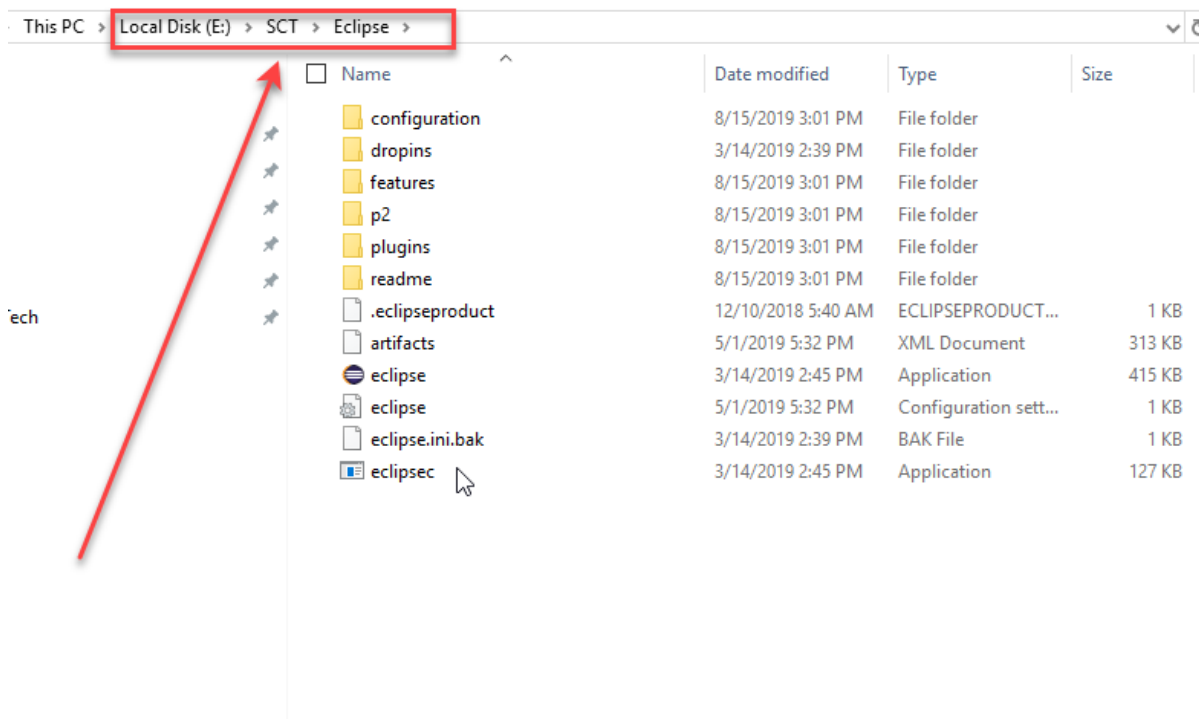 This PC > Local Disk (E:) > SCT > Eclipse >
Name Date modified Type Size
configuration 8/15/2019 3:01 PM File folder
dropins 3/14/2019 2:39 PM File folder
features 8/15/2019 3:01 PM File folder
p2 8/15/2019 3:01 PM File folder
plugins 8/15/2019 3:01 PM File folder
readme 8/15/2019 3:01 PM File folder
ech .eclipseproduct 12/10/2018 5:40 AM ECLIPSEPRODUCT... 1 KB
artifacts 5/1/2019 5:32 PM XML Document 313 KB
eclipse 3/14/2019 2:45 PM Application 415 KB
eclipse 5/1/2019 5:32 PM Configuration sett... 1 KB
eclipse.ini.bak 3/14/2019 2:39 PM BAK File 1 KB
eclipsec 3/14/2019 2:45 PM Application 127 KB